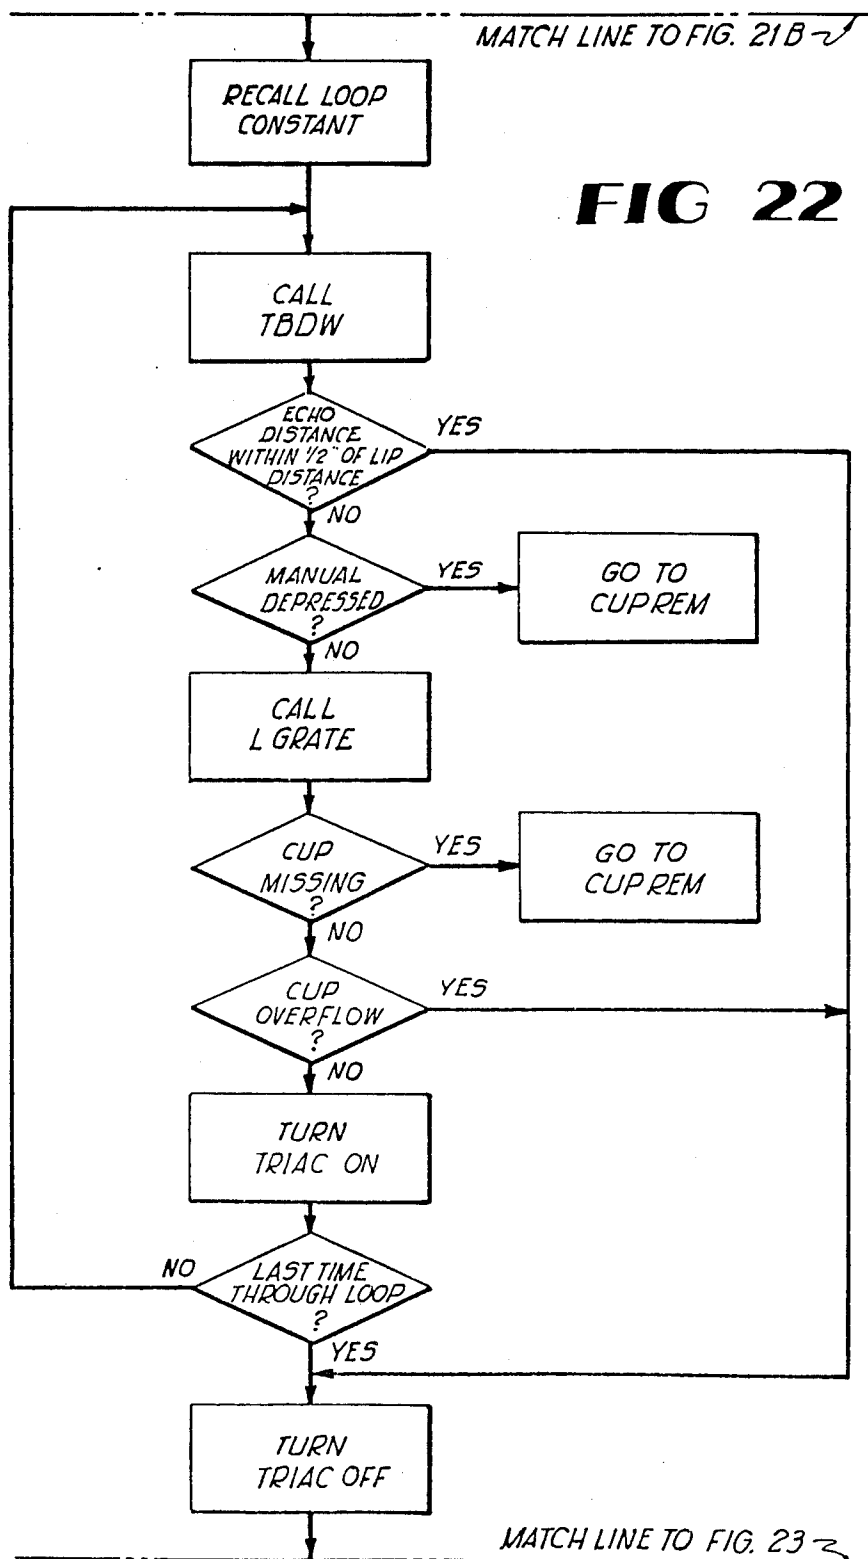 MATCH LINE TO FIG. 21B
RECALL LOOP
CONSTANT
FIG 22
CALL
TBDW
ECHO
DISTANCE
WITHIN 1/2" OF LIP
DISTANCE
?
YES
NO
MANUAL
DEPRESSED
?
YES
GO TO
CUPREM
NO
CALL
L GRATE
CUP
MISSING
?
YES
GO TO
CUPREM
NO
CUP
OVERFLOW
?
YES
NO
TURN
TRIAC ON
NO
LAST TIME
THROUGH LOOP
?
YES
TURN
TRIAC OFF
MATCH LINE TO FIG. 23